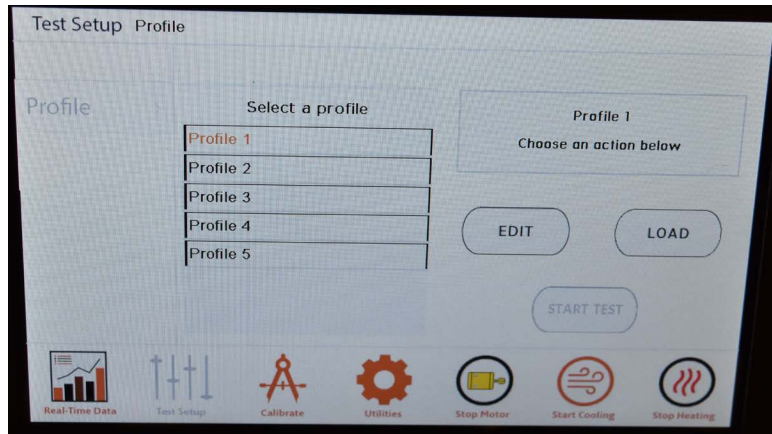 Test Setup Profile
Profile
Select a profile
Profile 1
Profile 2
Profile 3
Profile 4
Profile 5
Profile 1
Choose an action below
EDIT
LOAD
START TEST
Real-Time Data
Test Setup
Calibrate
Utilities
Stop Motor
Start Cooling
Stop Heating